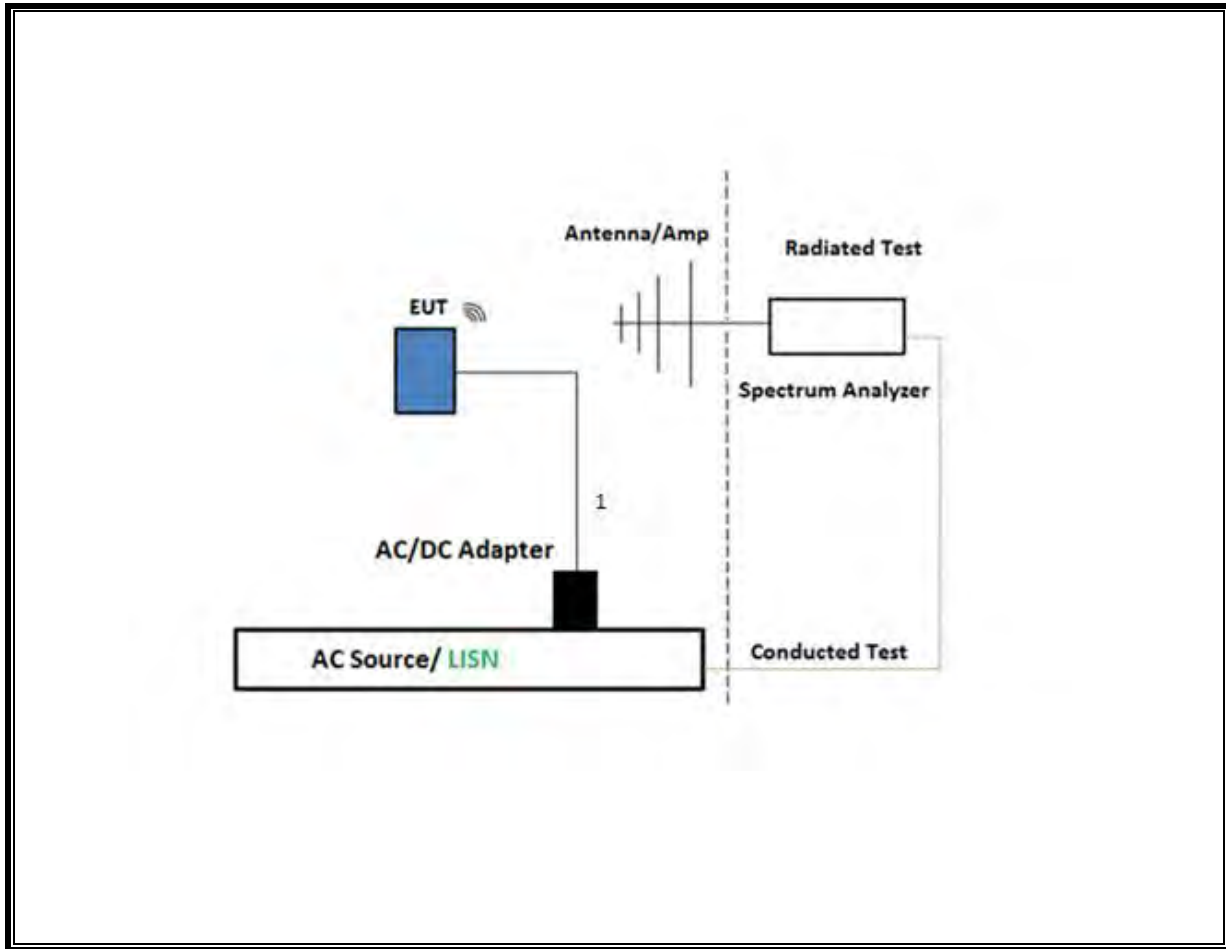 Antenna/Amp
Radiated Test
EUT
Spectrum Analyzer
1
AC/DC Adapter
AC Source/ LISN
Conducted Test